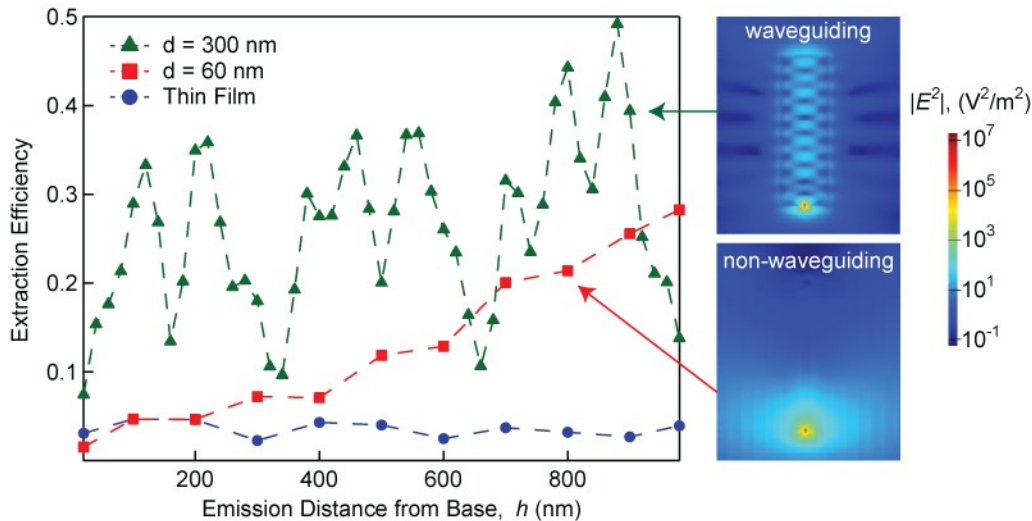 0.5
0.4
0.3
0.2
0.1
Extraction Efficiency
d = 300 nm
d = 60 nm
Thin Film
200
400
600
800
Emission Distance from Base, h (nm)
waveguiding
non-waveguiding
|E²|, (V²/m²)
10⁷
10⁵
10³
10¹
10⁻¹